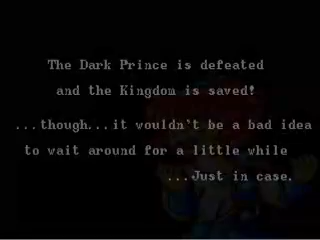 The Dark Prince is defeated
and the Kingdom is saved!
...though...it wouldn't be a bad idea
to wait around for a little while
...Just in case.